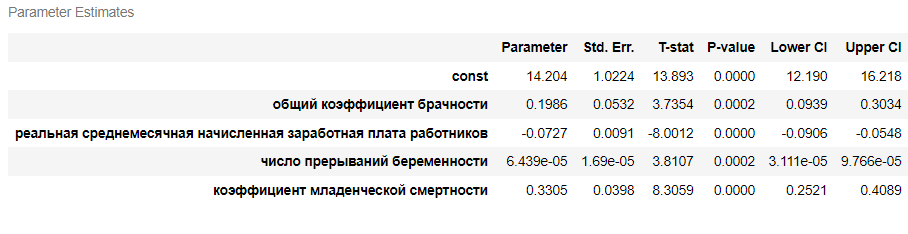 Parameter Estimates
Parameter Std. Err. T-stat P-value Lower CI Upper CI
const 14.204 1.0224 13.893 0.0000 12.190 16.218
общий коэффициент брачности 0.1986 0.0532 3.7354 0.0002 0.0939 0.3034
реальная среднемесячная начисленная заработная плата работников -0.0727 0.0091 -8.0012 0.0000 -0.0906 -0.0548
число прерываний беременности 6.439e-05 1.69e-05 3.8107 0.0002 3.111e-05 9.766e-05
коэффициент младенческой смертности 0.3305 0.0398 8.3059 0.0000 0.2521 0.4089